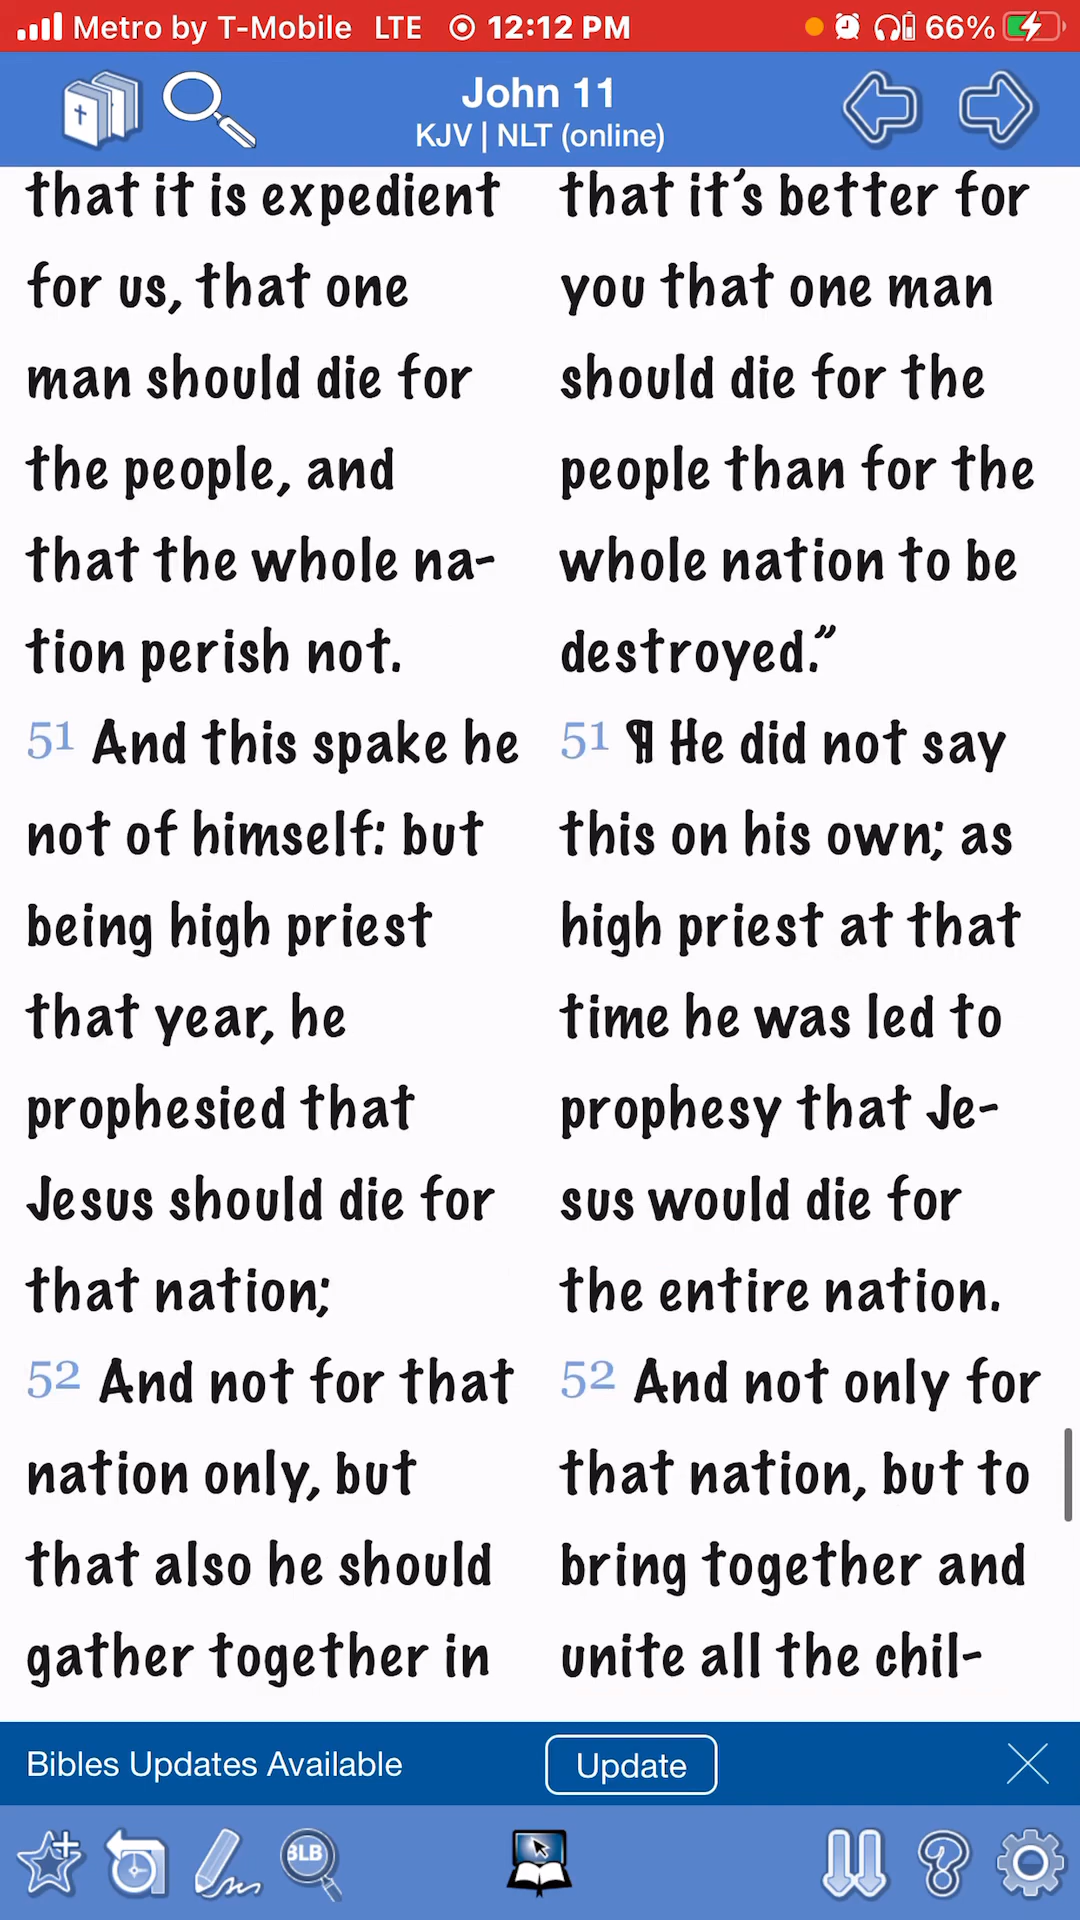 Metro by T-Mobile LTE 12:12 PM 66%
John 11
KJV | NLT (online)
that it is expedient
for us, that one
man should die for
the people, and
that the whole na-
tion perish not.
51 And this spake he
not of himself: but
being high priest
that year, he
prophesied that
Jesus should die for
that nation;
52 And not for that
nation only, but
that also he should
gather together in
that it's better for
you that one man
should die for the
people than for the
whole nation to be
destroyed.”
51 ¶ He did not say
this on his own; as
high priest at that
time he was led to
prophesy that Je-
sus would die for
the entire nation.
52 And not only for
that nation, but to
bring together and
unite all the chil-
Bibles Updates Available
Update
BLB